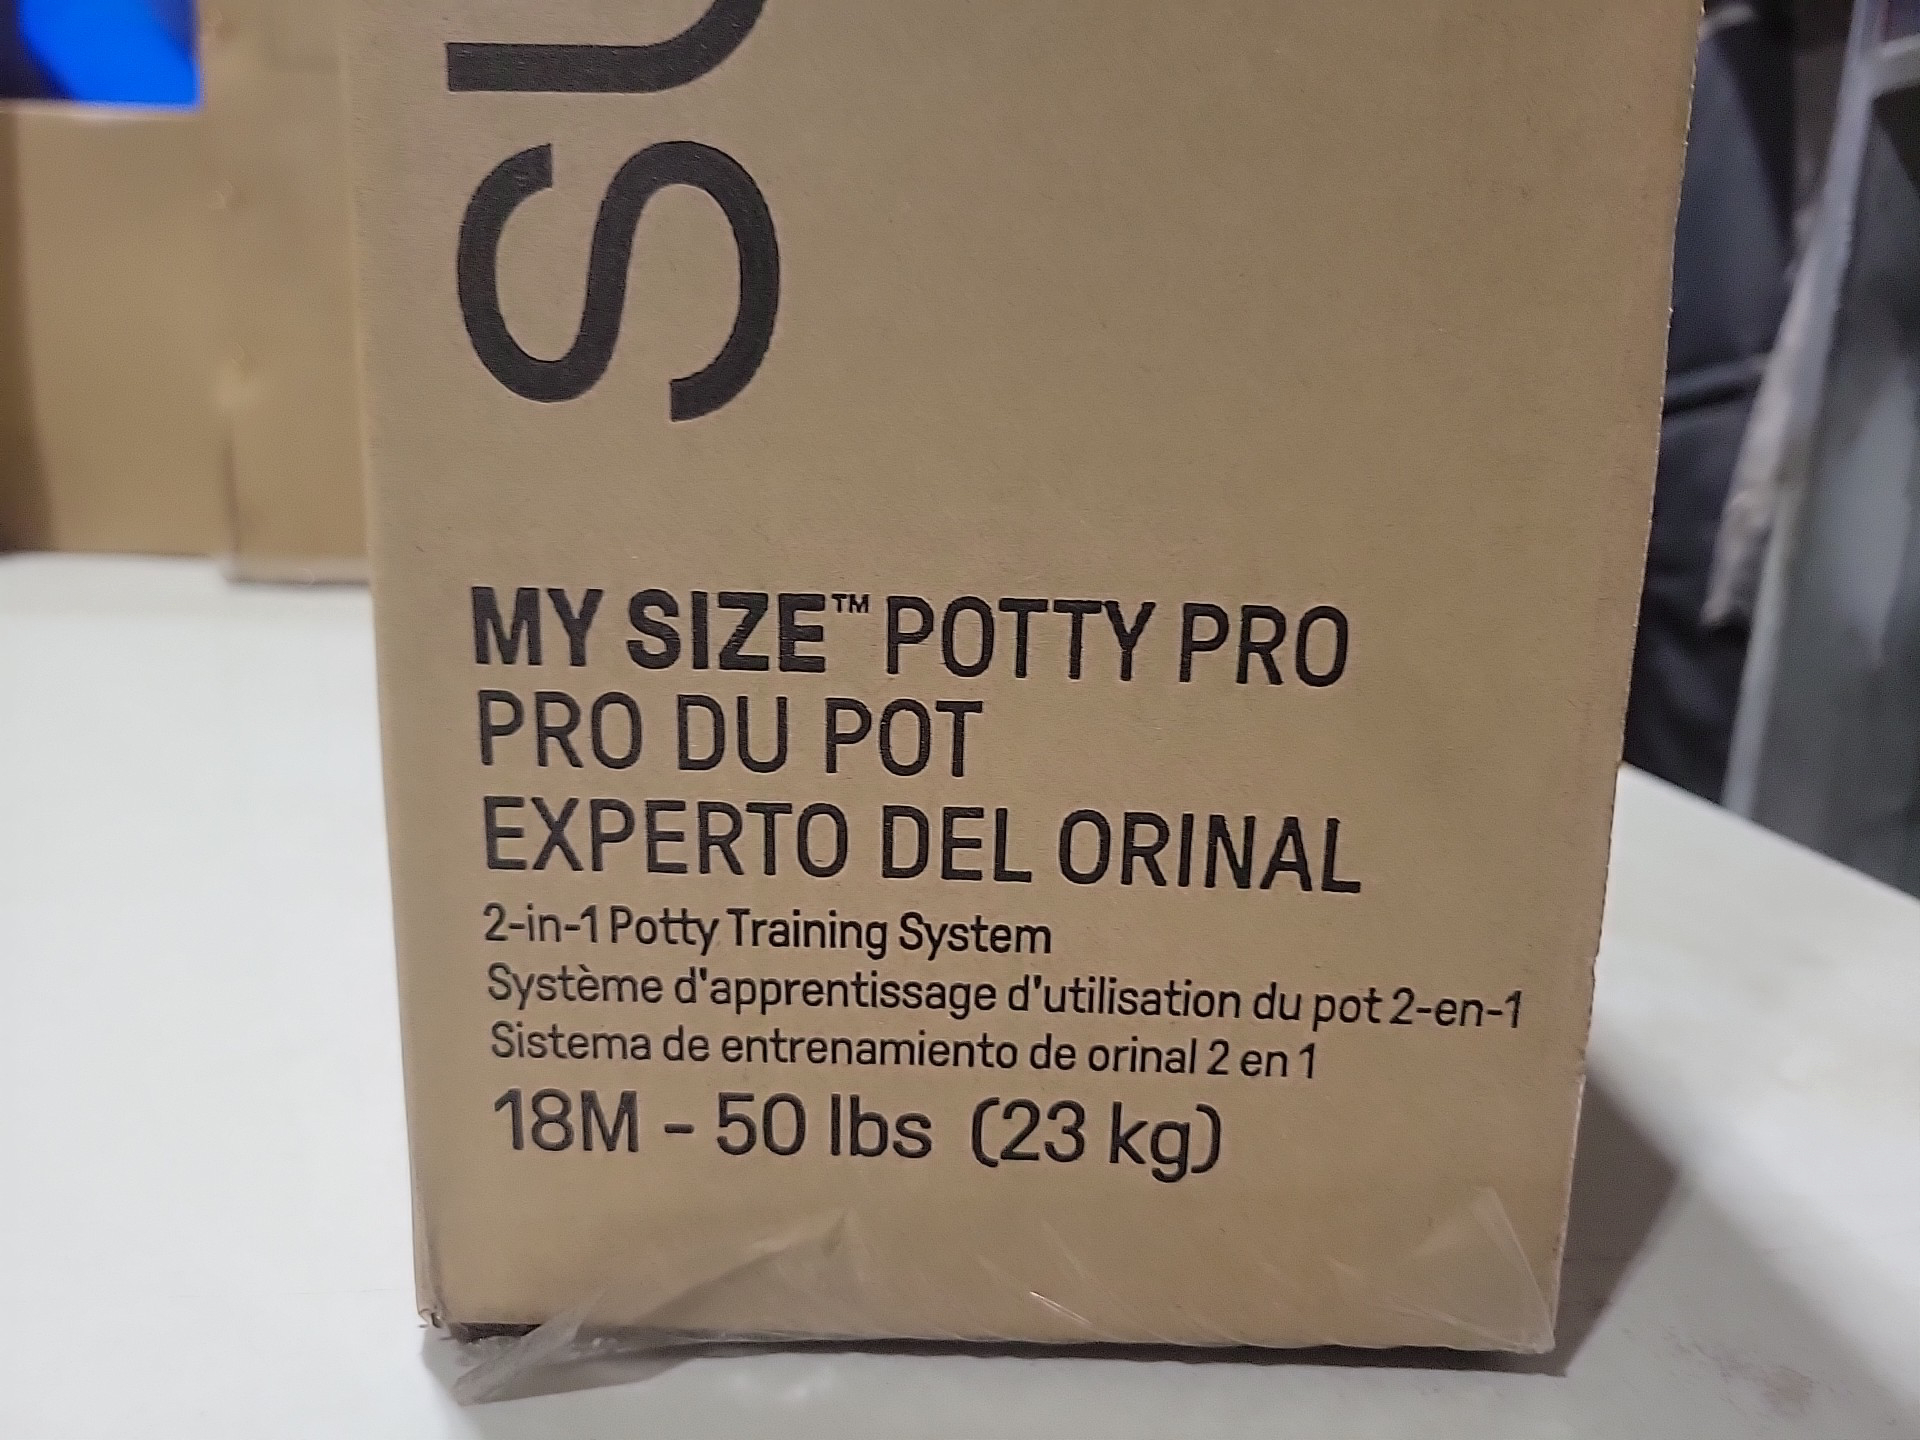 MY SIZE™ POTTY PRO
PRO DU POT
EXPERTO DEL ORINAL
2-in-1 Potty Training System
Système d'apprentissage d'utilisation du pot 2-en-1
Sistema de entrenamiento de orinal 2 en 1
18M - 50 lbs (23 kg)